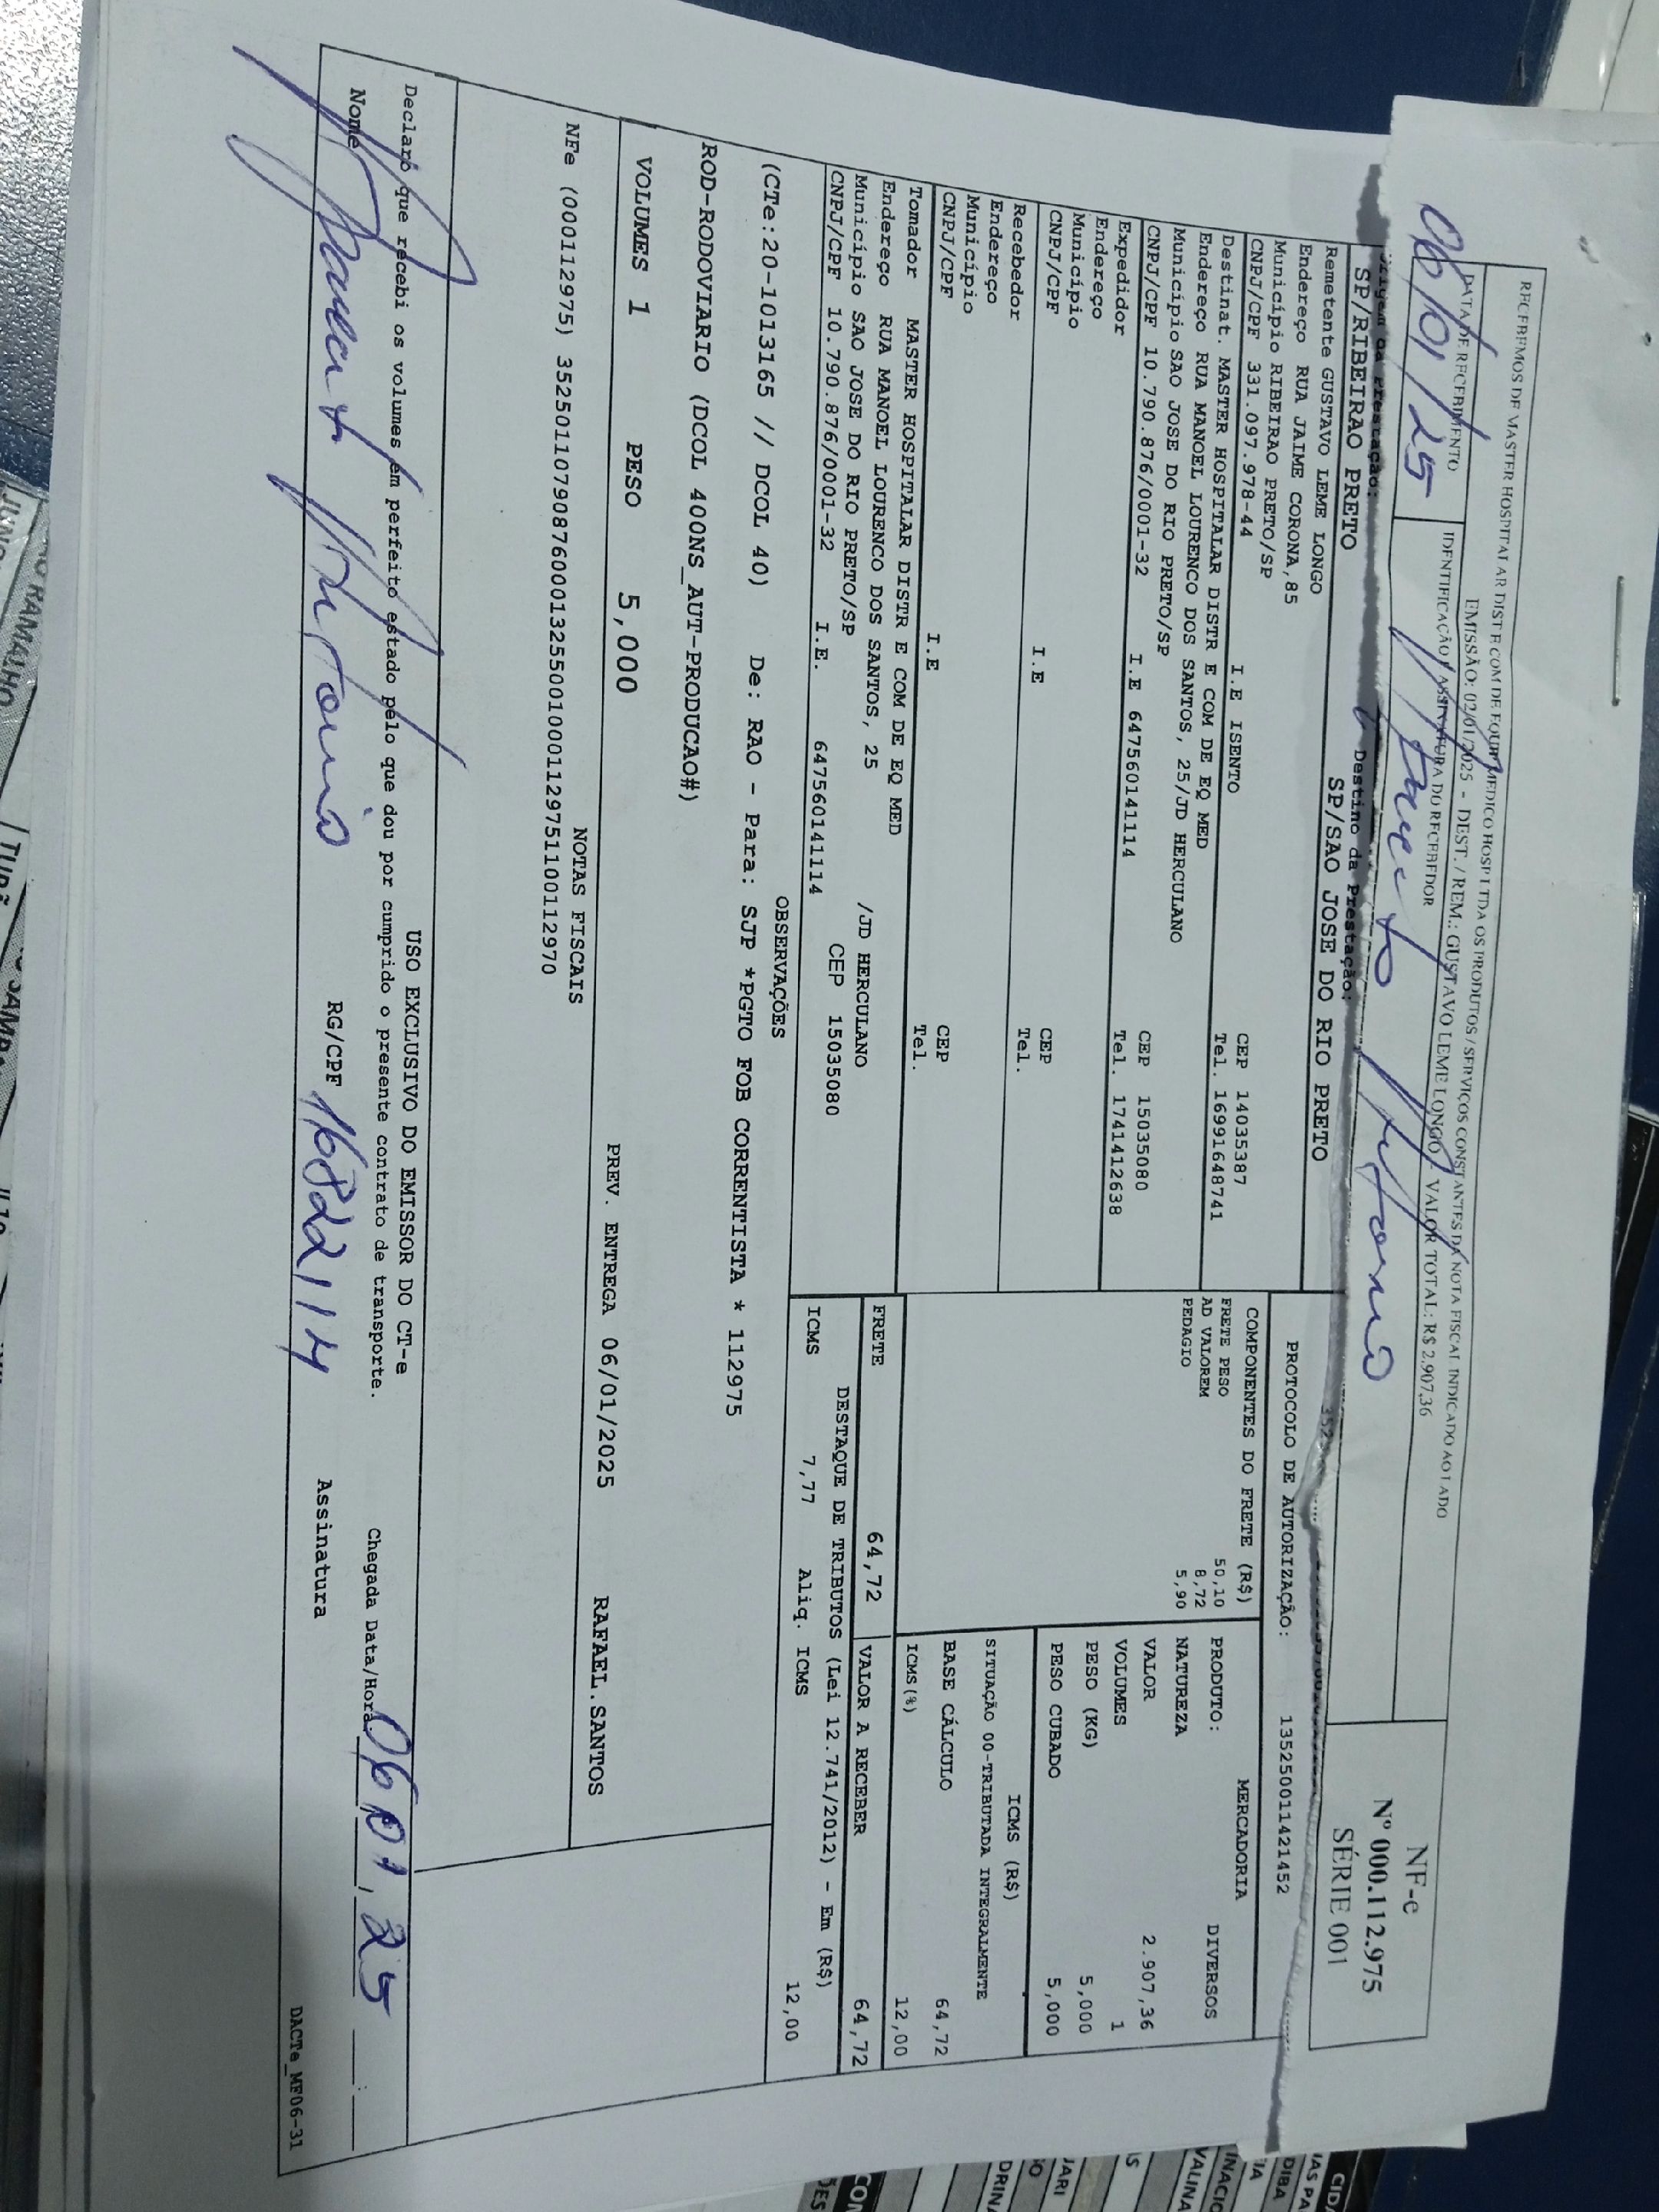 RECEBEMOS DE MASTER HOSPITALAR DIST E COM DE EQUIP MEDICO HOSP LTDA OS PRODUTOS / SERVIÇOS CONSTANTES DA NOTA FISCAL INDICADO AO LADO
EMISSÃO: 02/01/2025 - DEST. / REM.: GUSTAVO LEME LONGO - VALOR TOTAL: R$ 2.907,36
DATA DE RECEBIMENTO
IDENTIFICAÇÃO E ASSINATURA DO RECEBEDOR
06/01/25
NF-e
Nº 000.112.975
SÉRIE 001
Origem da Prestação:
Destino da Prestação:
SP/RIBEIRAO PRETO
SP/SAO JOSE DO RIO PRETO
PROTOCOLO DE AUTORIZAÇÃO: 135250011421452
Remetente GUSTAVO LEME LONGO
Endereço RUA JAIME CORONA,85
Município RIBEIRAO PRETO/SP CEP 14035387
CNPJ/CPF 331.097.978-44 I.E ISENTO Tel. 16991648741
Destinat. MASTER HOSPITALAR DISTR E COM DE EQ MED
Endereço RUA MANOEL LOURENCO DOS SANTOS, 25/JD HERCULANO
Município SAO JOSE DO RIO PRETO/SP CEP 15035080
CNPJ/CPF 10.790.876/0001-32 I.E 647560141114 Tel. 1741412638
Expedidor
Endereço
Município CEP
CNPJ/CPF I.E Tel.
Recebedor
Endereço
Município CEP
CNPJ/CPF I.E Tel.
Tomador MASTER HOSPITALAR DISTR E COM DE EQ MED
Endereço RUA MANOEL LOURENCO DOS SANTOS, 25 /JD HERCULANO
Município SAO JOSE DO RIO PRETO/SP CEP 15035080
CNPJ/CPF 10.790.876/0001-32 I.E. 647560141114
COMPONENTES DO FRETE (R$)
FRETE PESO 50,10
AD VALOREM 8,72
PEDAGIO 5,90
MERCADORIA
PRODUTO: DIVERSOS
NATUREZA
VALOR 2.907,36
VOLUMES 1
PESO (KG) 5,000
PESO CUBADO 5,000
ICMS (R$)
SITUAÇÃO 00-TRIBUTADA INTEGRALMENTE
BASE CÁLCULO 64,72
ICMS(%) 12,00
FRETE 64,72
VALOR A RECEBER 64,72
DESTAQUE DE TRIBUTOS (Lei 12.741/2012) - Em (R$)
ICMS 7,77 Aliq. ICMS 12,00
OBSERVAÇÕES
(CTe:20-1013165 // DCOL 40) De: RAO - Para: SJP *PGTO FOB CORRENTISTA * 112975
ROD-RODOVIARIO (DCOL 400NS_AUT-PRODUCAO#)
VOLUMES 1 PESO 5,000 PREV. ENTREGA 06/01/2025 RAFAEL.SANTOS
NOTAS FISCAIS
NFe (000112975) 35250110790876000132550010001129751100112970
USO EXCLUSIVO DO EMISSOR DO CT-e
Declaro que recebi os volumes em perfeito estado pelo que dou por cumprido o presente contrato de transporte.
Chegada Data/Hora: 06 01, 25
Nome
RG/CPF 16822114
Assinatura
DACTe_MF06-31